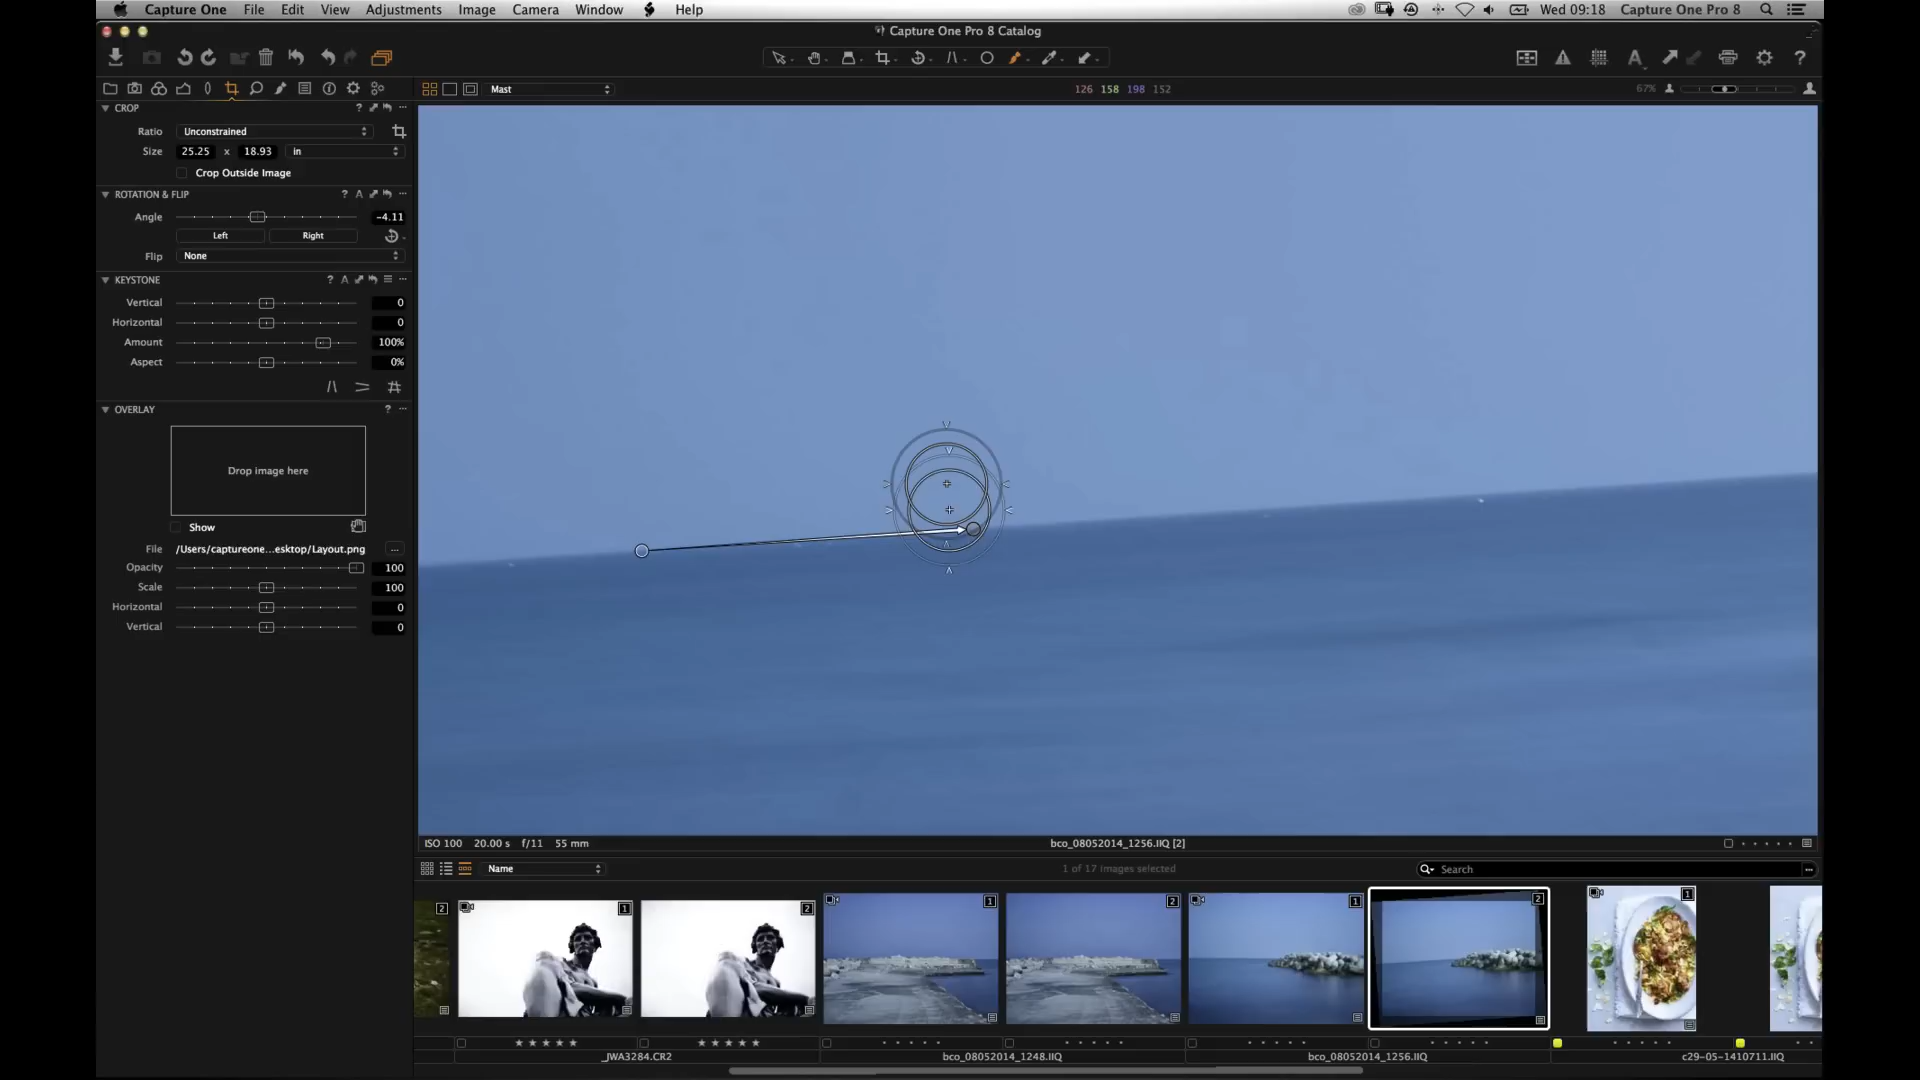 Capture One File Edit View Adjustments Image Camera Window Help Wed 09:18 Capture One Pro 8
Capture One Pro 8 Catalog
Mast 126 158 198 152 67%
CROP
Ratio Unconstrained
Size 25.25 x 18.93 in
Crop Outside Image
ROTATION & FLIP
Angle -4.11
Left Right
Flip None
KEYSTONE
Vertical 0
Horizontal 0
Amount 100%
Aspect 0%
OVERLAY
Drop image here
Show
File /Users/captureone...esktop/Layout.png
Opacity 100
Scale 100
Horizontal 0
Vertical 0
ISO 100 20.00 s f/11 55 mm bco_08052014_1256.IIQ [2]
Name 1 of 17 images selected Search
2 1 2 1 2 1 2 1
_JWA3284.CR2 bco_08052014_1248.IIQ bco_08052014_1256.IIQ c29-05-1410711.IIQ